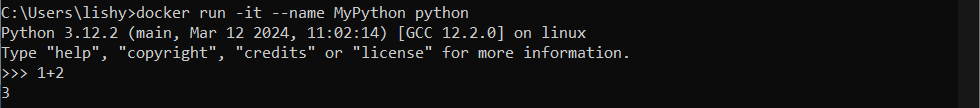 C:\Users\lishy>docker run -it --name MyPython python
Python 3.12.2 (main, Mar 12 2024, 11:02:14) [GCC 12.2.0] on linux
Type "help", "copyright", "credits" or "license" for more information.
>>> 1+2
3